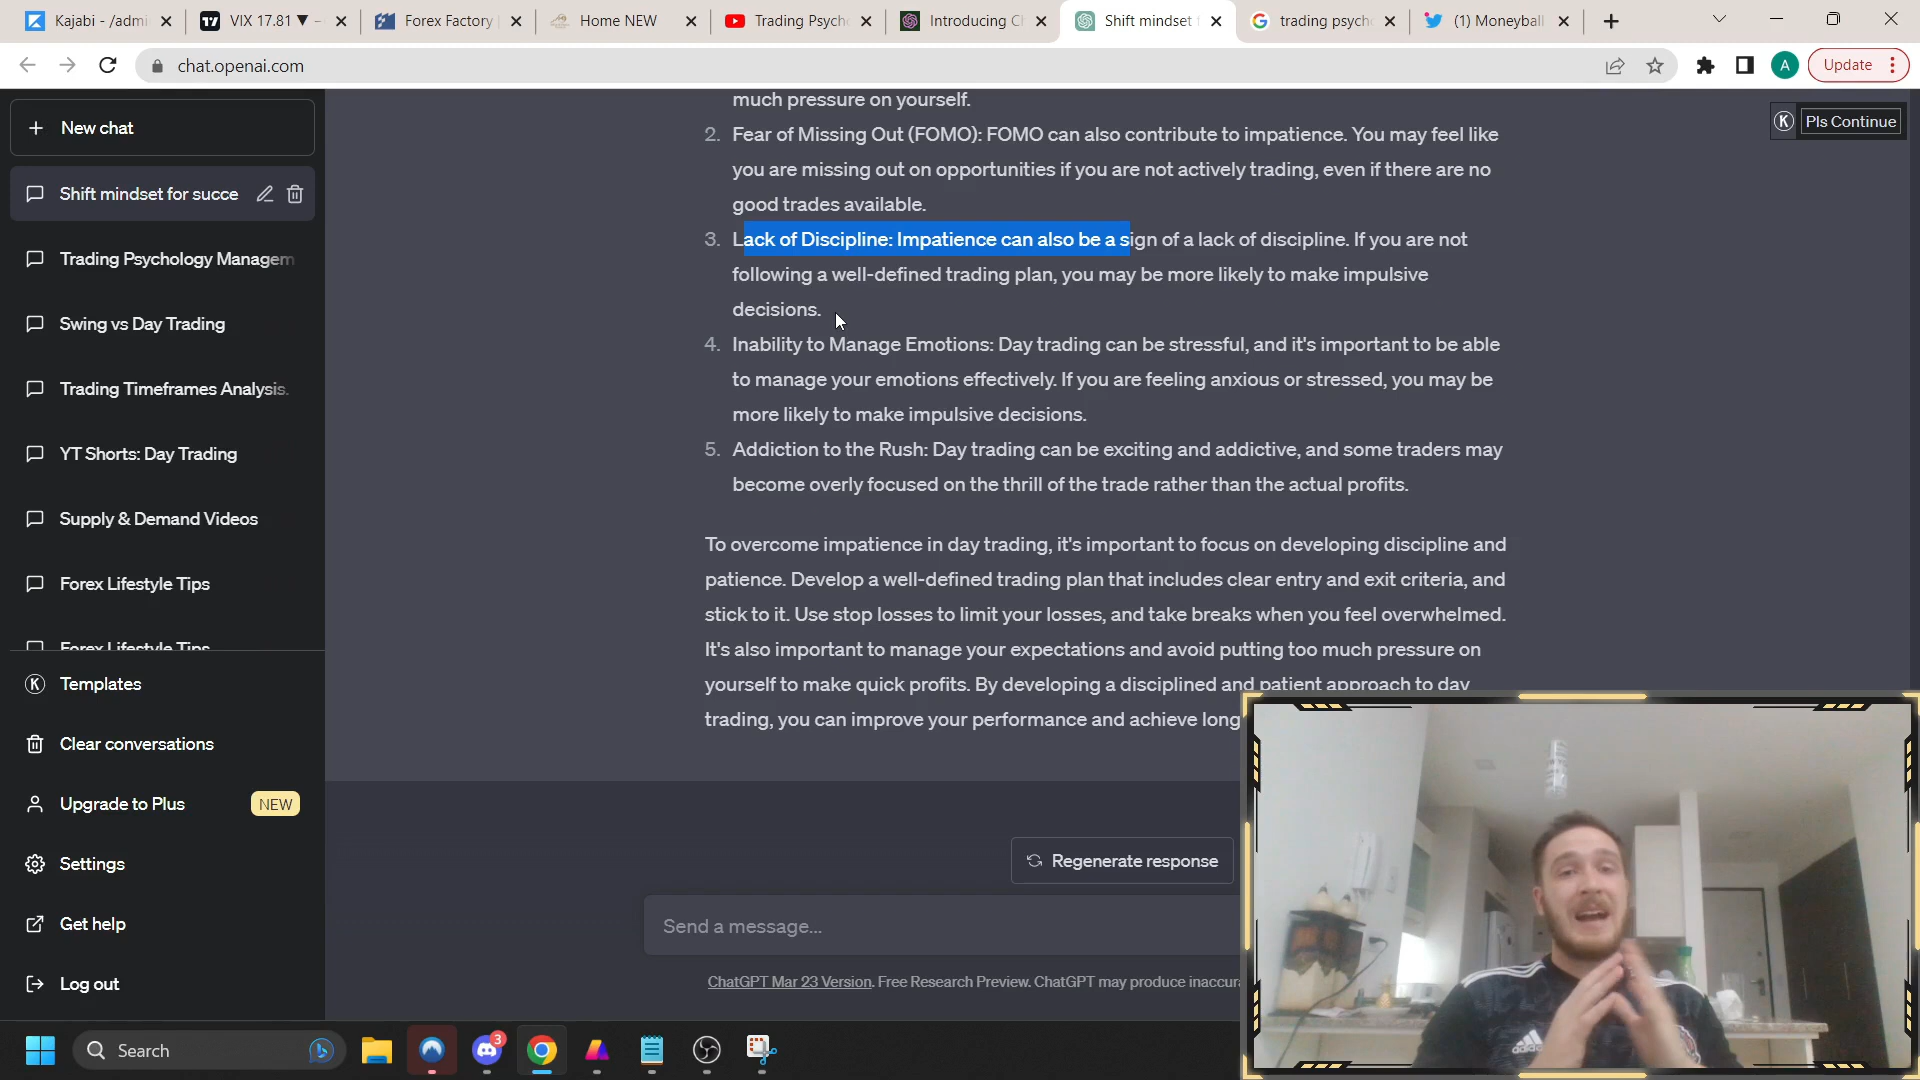 Kajabi - /admi
VIX 17.81 ▼ −
Forex Factory
Home NEW
Trading Psych
Introducing C
Shift mindset
trading psych
(1) Moneyball
chat.openai.com
A
Update
New chat
Shift mindset for succe
Trading Psychology Managem
Swing vs Day Trading
Trading Timeframes Analysis.
YT Shorts: Day Trading
Supply & Demand Videos
Forex Lifestyle Tips
Forex Lifestyle Tips
Templates
Clear conversations
Upgrade to Plus NEW
Settings
Get help
Log out
K Pls Continue
much pressure on yourself.
2. Fear of Missing Out (FOMO): FOMO can also contribute to impatience. You may feel like
you are missing out on opportunities if you are not actively trading, even if there are no
good trades available.
3. Lack of Discipline: Impatience can also be a sign of a lack of discipline. If you are not
following a well-defined trading plan, you may be more likely to make impulsive
decisions.
4. Inability to Manage Emotions: Day trading can be stressful, and it's important to be able
to manage your emotions effectively. If you are feeling anxious or stressed, you may be
more likely to make impulsive decisions.
5. Addiction to the Rush: Day trading can be exciting and addictive, and some traders may
become overly focused on the thrill of the trade rather than the actual profits.
To overcome impatience in day trading, it's important to focus on developing discipline and
patience. Develop a well-defined trading plan that includes clear entry and exit criteria, and
stick to it. Use stop losses to limit your losses, and take breaks when you feel overwhelmed.
It's also important to manage your expectations and avoid putting too much pressure on
yourself to make quick profits. By developing a disciplined and patient approach to day
trading, you can improve your performance and achieve long
Regenerate response
Send a message...
ChatGPT Mar 23 Version. Free Research Preview. ChatGPT may produce inaccura
Search
3
adidas